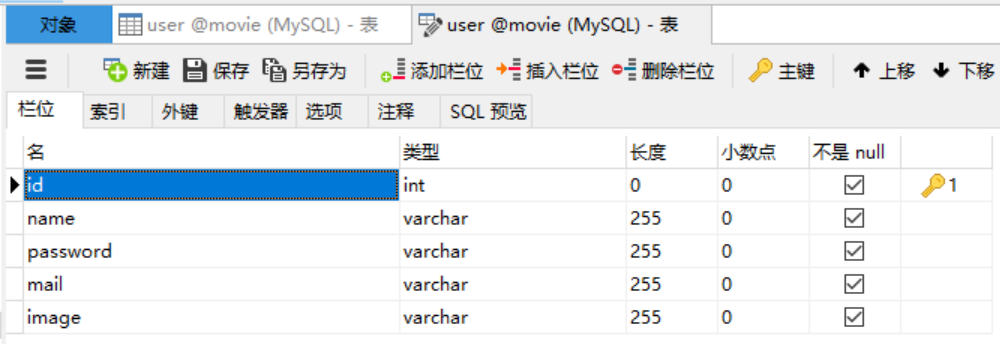 对象 user @movie (MySQL) - 表 user @movie (MySQL) - 表
新建 保存 另存为 添加栏位 插入栏位 删除栏位 主键 上移 下移
栏位 索引 外键 触发器 选项 注释 SQL 预览
名 类型 长度 小数点 不是 null
id int 0 0 1
name varchar 255 0
password varchar 255 0
mail varchar 255 0
image varchar 255 0